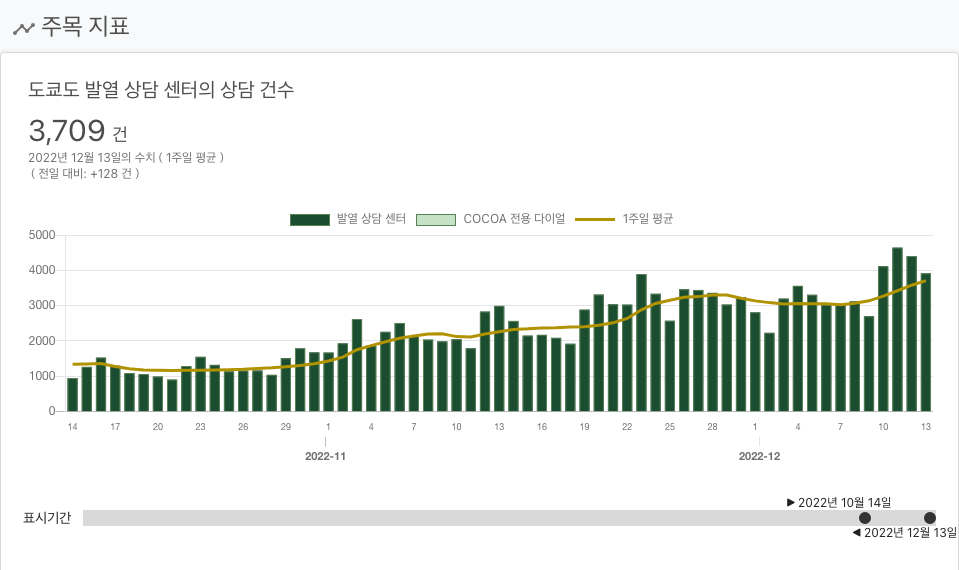 주목 지표
도쿄도 발열 상담 센터의 상담 건수
3,709 건
2022년 12월 13일의 수치 ( 1주일 평균 )
( 전일 대비: +128 건 )
발열 상담 센터 COCOA 전용 다이얼 1주일 평균
5000
4000
3000
2000
1000
0
14 17 20 23 26 29 1 4 7 10 13 16 19 22 25 28 1 4 7 10 13
2022-11 2022-12
▶ 2022년 10월 14일
표시기간
◀ 2022년 12월 13일